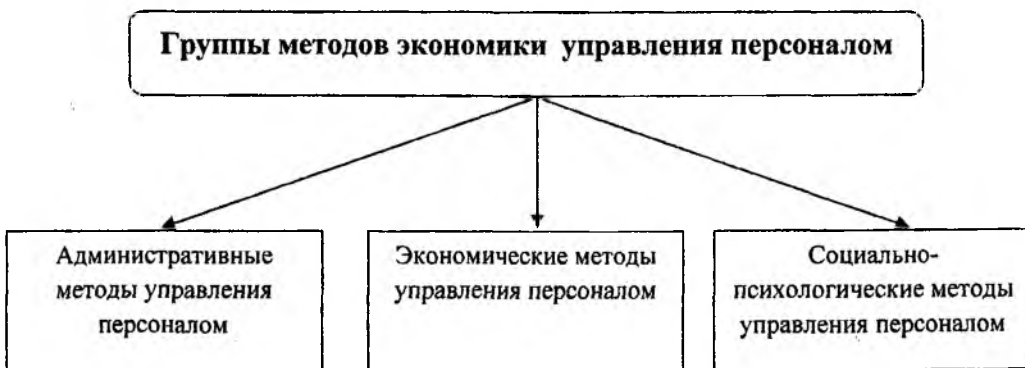 Группы методов экономики управления персоналом
Административные
методы управления
персоналом
Экономические методы
управления персоналом
Социально-
психологические методы
управления персоналом